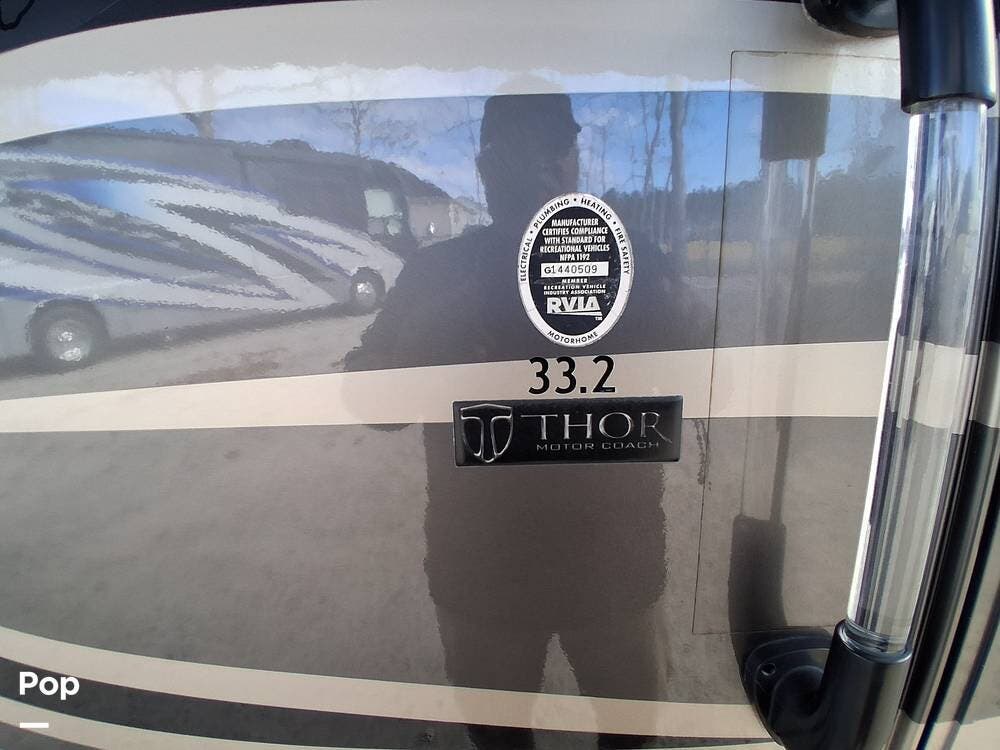 ELECTRICAL • PLUMBING • HEATING • FIRE SAFETY
MANUFACTURER
CERTIFIES COMPLIANCE
WITH STANDARD FOR
RECREATIONAL VEHICLES
NFPA 1192
G1440509
MEMBER
RECREATION VEHICLE
INDUSTRY ASSOCIATION
RVIA
TM
MOTORHOME
33.2
THOR
MOTOR COACH
Pop